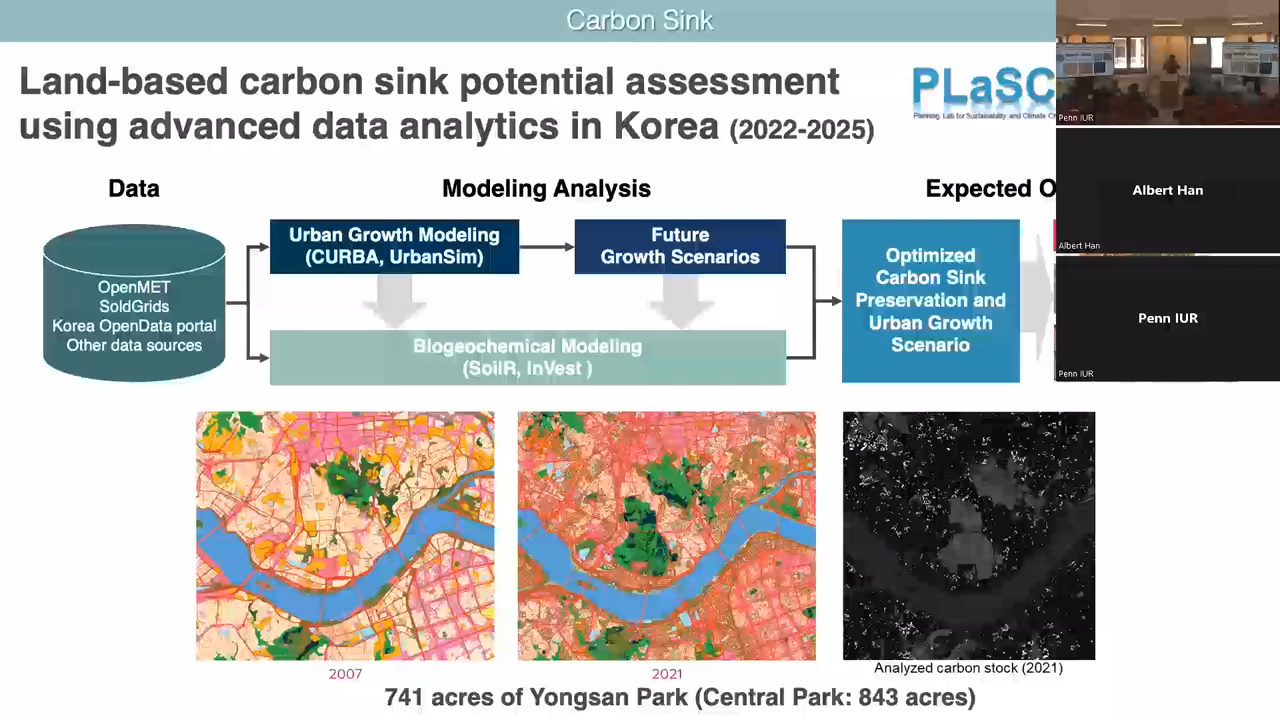 Carbon Sink
Land-based carbon sink potential assessment
using advanced data analytics in Korea (2022-2025)
PLaSC
Planning Lab for Sustainability and Climate
Penn IUR
Data
Modeling Analysis
Expected O
Albert Han
Albert Han
OpenMET
SoldGrids
Korea OpenData portal
Other data sources
Urban Growth Modeling
(CURBA, UrbanSim)
Future
Growth Scenarios
Biogeochemical Modeling
(SoilR, InVest )
Optimized
Carbon Sink
Preservation and
Urban Growth
Scenario
Penn IUR
Penn IUR
2007
2021
Analyzed carbon stock (2021)
741 acres of Yongsan Park (Central Park: 843 acres)